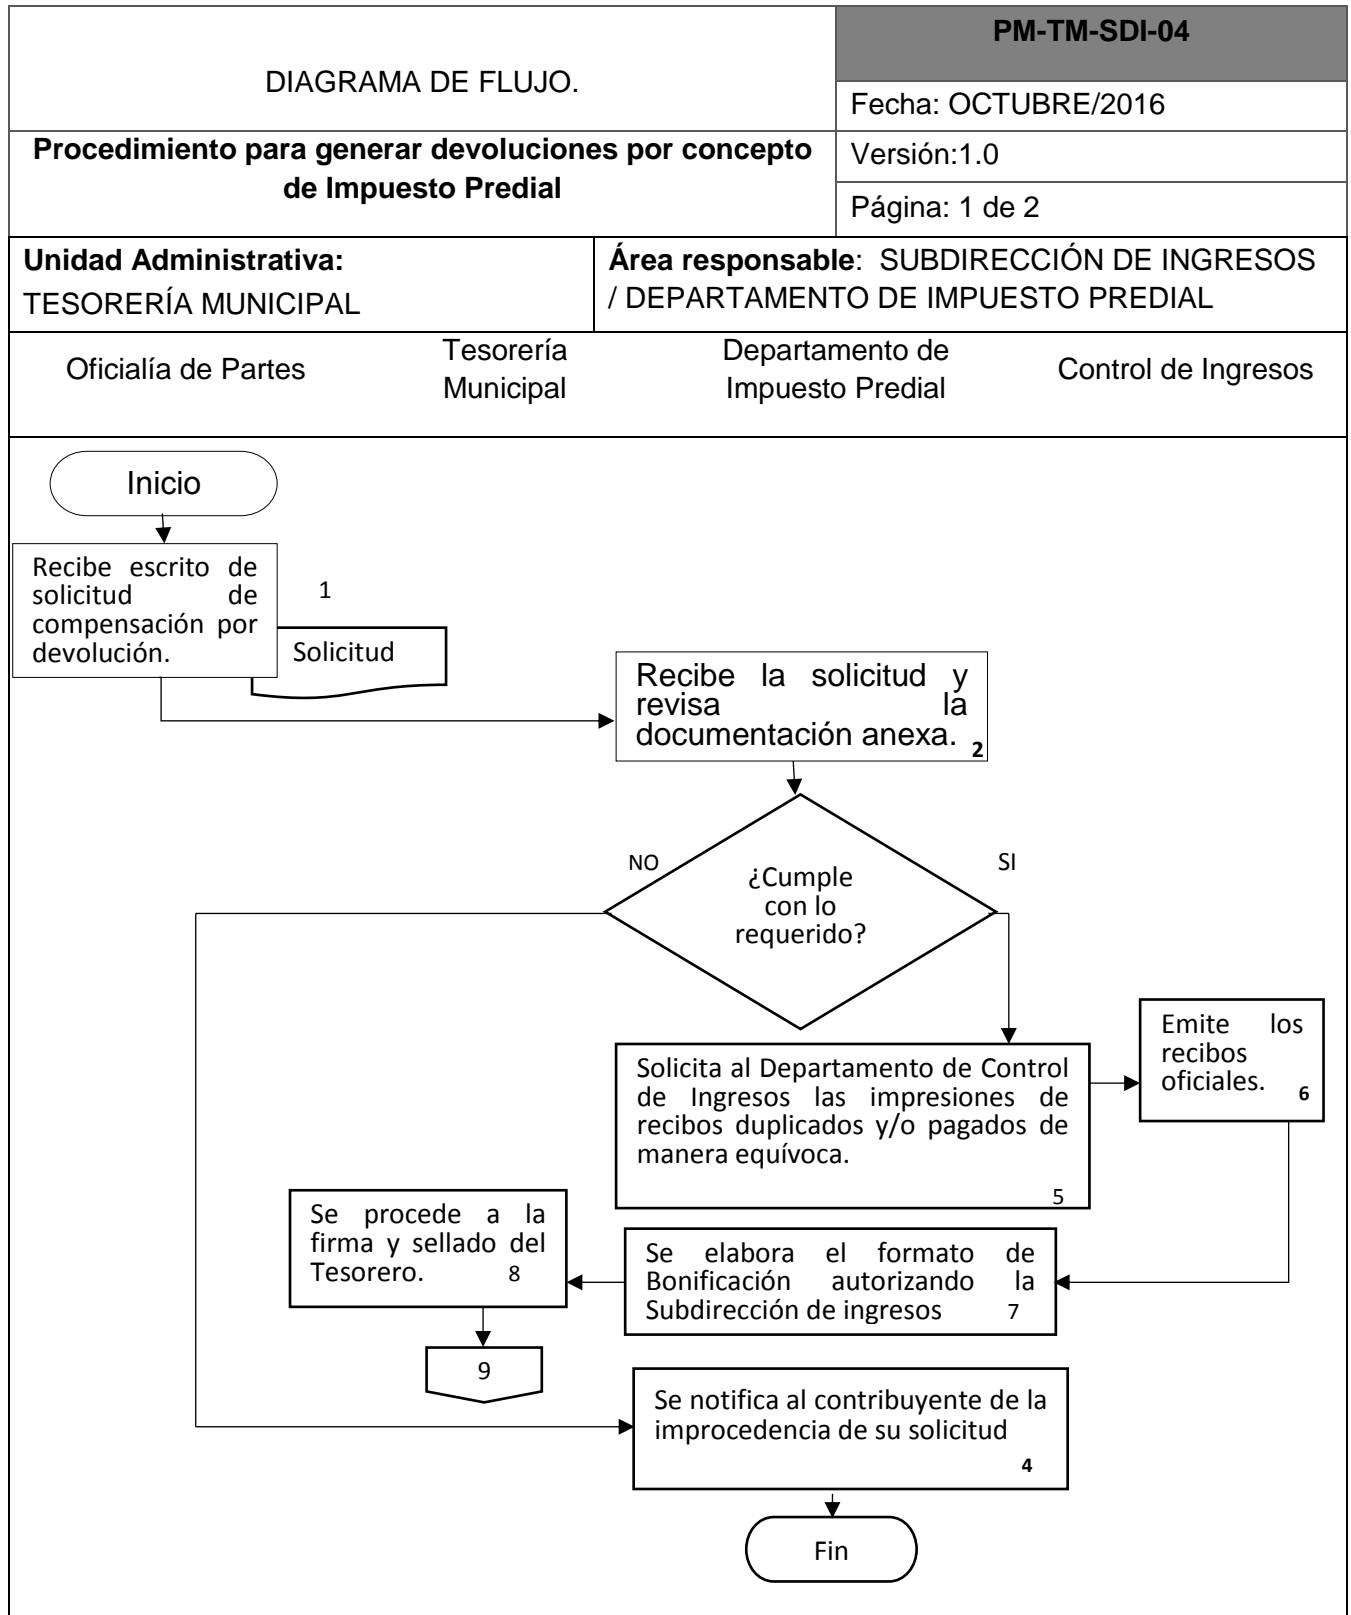 PM-TM-SDI-04
DIAGRAMA DE FLUJO.
Fecha: OCTUBRE/2016
Procedimiento para generar devoluciones por concepto
de Impuesto Predial
Versión:1.0
Página: 1 de 2
Unidad Administrativa:
TESORERÍA MUNICIPAL
Área responsable: SUBDIRECCIÓN DE INGRESOS
/ DEPARTAMENTO DE IMPUESTO PREDIAL
Oficialía de Partes
Tesorería
Municipal
Departamento de
Impuesto Predial
Control de Ingresos
Inicio
Recibe escrito de
solicitud de
compensación por
devolución.
1
Solicitud
Recibe la solicitud y
revisa la
documentación anexa.
2
NO
SI
¿Cumple
con lo
requerido?
Solicita al Departamento de Control
de Ingresos las impresiones de
recibos duplicados y/o pagados de
manera equívoca.
5
Emite los
recibos
oficiales.
6
Se procede a la
firma y sellado del
Tesorero. 8
Se elabora el formato de
Bonificación autorizando la
Subdirección de ingresos 7
9
Se notifica al contribuyente de la
improcedencia de su solicitud
4
Fin